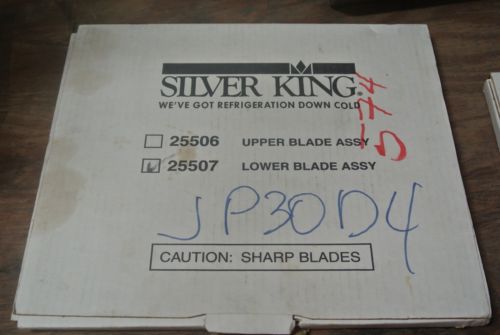 SILVER KING®
WE'VE GOT REFRIGERATION DOWN COLD
25506 UPPER BLADE ASSY
25507 LOWER BLADE ASSY
JP30D4
CAUTION: SHARP BLADES